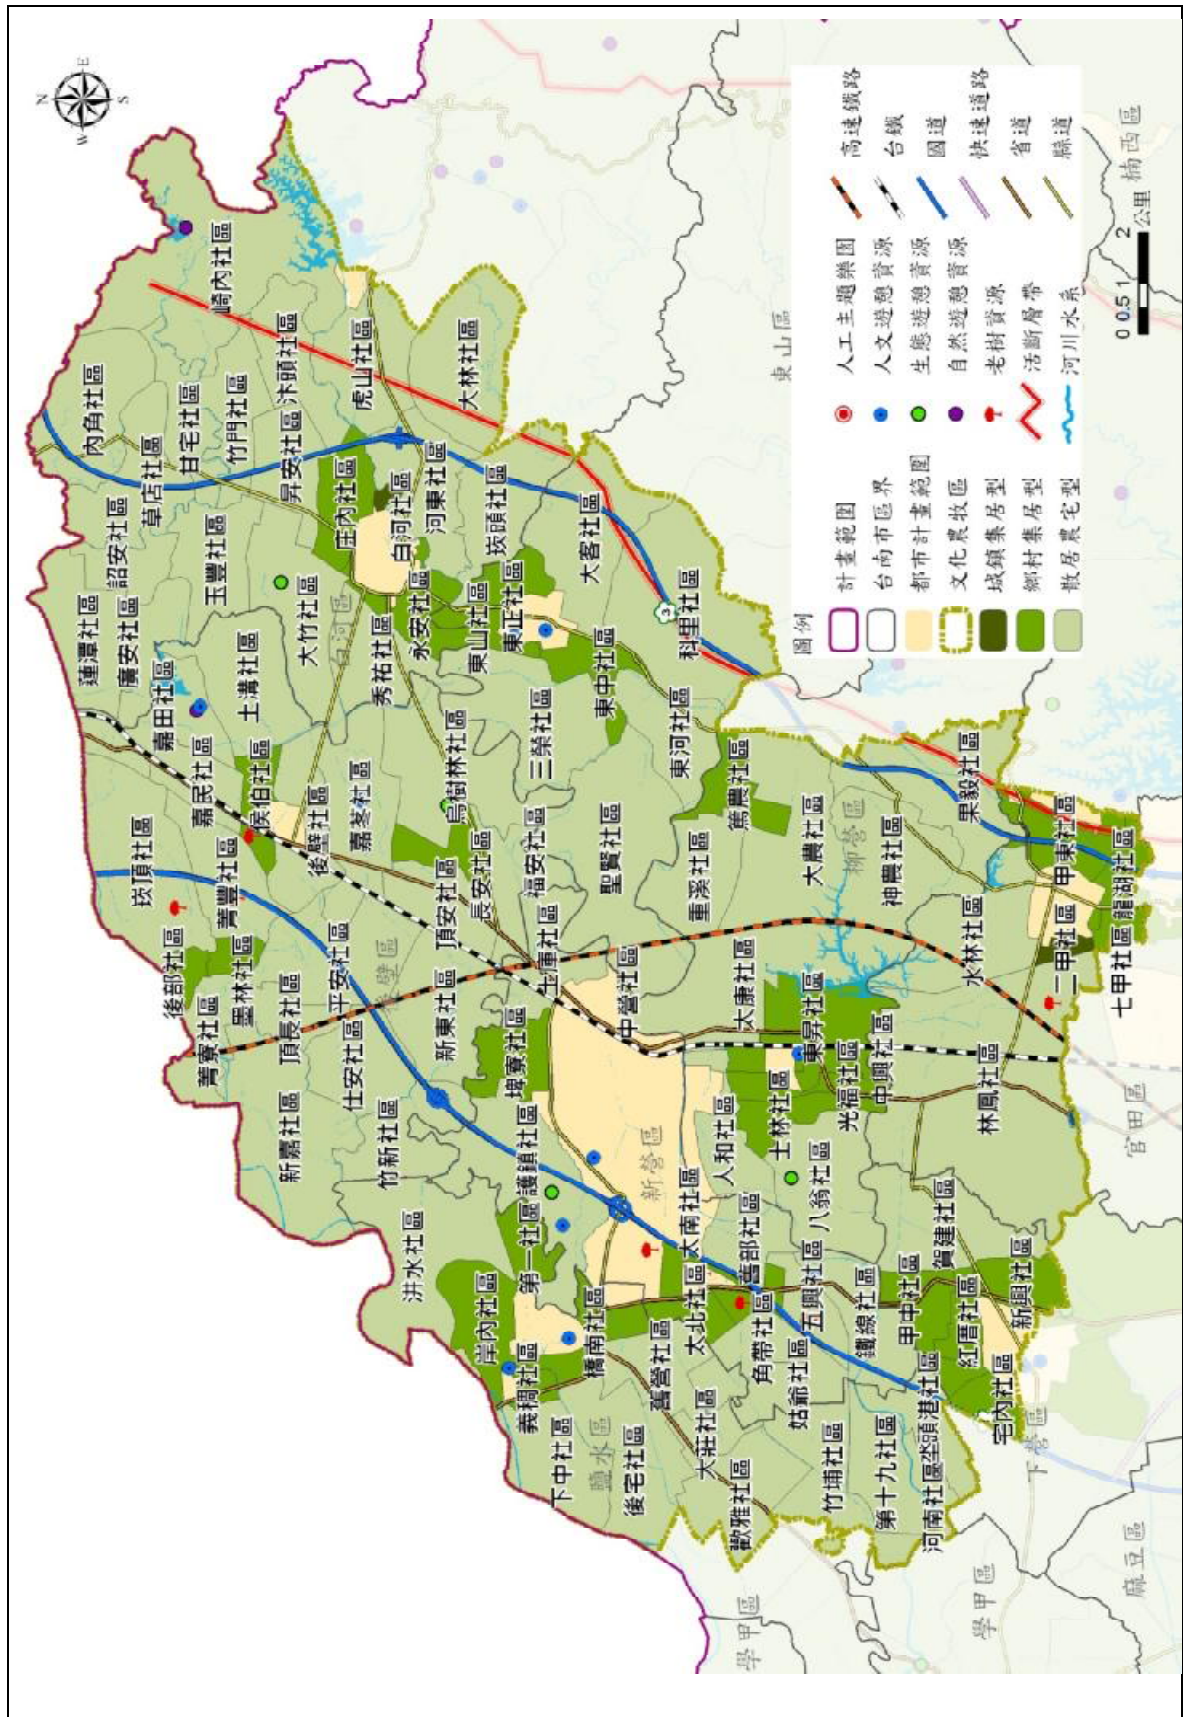 N
E
S
W
內角社區
崎內社區
草店社區
甘宅社區
竹門社區
汴頭社區
昇安社區
虎山社區
大林社區
詔安社區
玉豐社區
庄內社區
白河社區
河東社區
崁頭社區
大客社區
蓮潭社區
廣安社區
嘉田社區
土溝社區
大竹社區
白河區
秀祐社區
永安社區
東山社區
東正社區
東中社區
科里社區
3
東山區
崁頂社區
嘉民社區
侯伯社區
菁豐社區
後壁社區
嘉苳社區
烏樹林社區
三榮社區
東河社區
篤農社區
果毅社區
後部社區
墨林社區
平安社區
後壁區
頂安社區
長安社區
福安社區
聖賢社區
重溪社區
大農社區
柳營區
神農社區
甲東社區
龍湖社區
菁寮社區
頂長社區
仕安社區
新東社區
土庫社區
中營社區
太康社區
水林社區
二甲社區
七甲社區
新嘉社區
竹新社區
埤寮社區
護鎮社區
新營區
人和社區
士林社區
東昇社區
光福社區
中興社區
林鳳社區
官田區
洪水社區
第一社區
太南社區
舊部社區
八翁社區
賀建社區
岸內社區
橋南社區
太北社區
角帶社區
五興社區
鐵線社區
甲中社區
紅厝社區
新興社區
義稠社區
舊營社區
姑爺社區
宅內社區
下營區
下中社區
鹽水區
後宅社區
大莊社區
歡雅社區
竹埔社區
第十九社區
河南社區
坔頭港社區
學甲區
學甲區
麻豆區
楠西區
圖例
計畫範圍
台南市區界
都市計畫範圍
文化農牧區
城鎮集居型
鄉村集居型
散居農宅型
人工主題樂園
人文遊憩資源
生態遊憩資源
自然遊憩資源
老樹資源
活斷層帶
河川水系
高速鐵路
台鐵
國道
快速道路
省道
縣道
0 0.5 1 2
公里